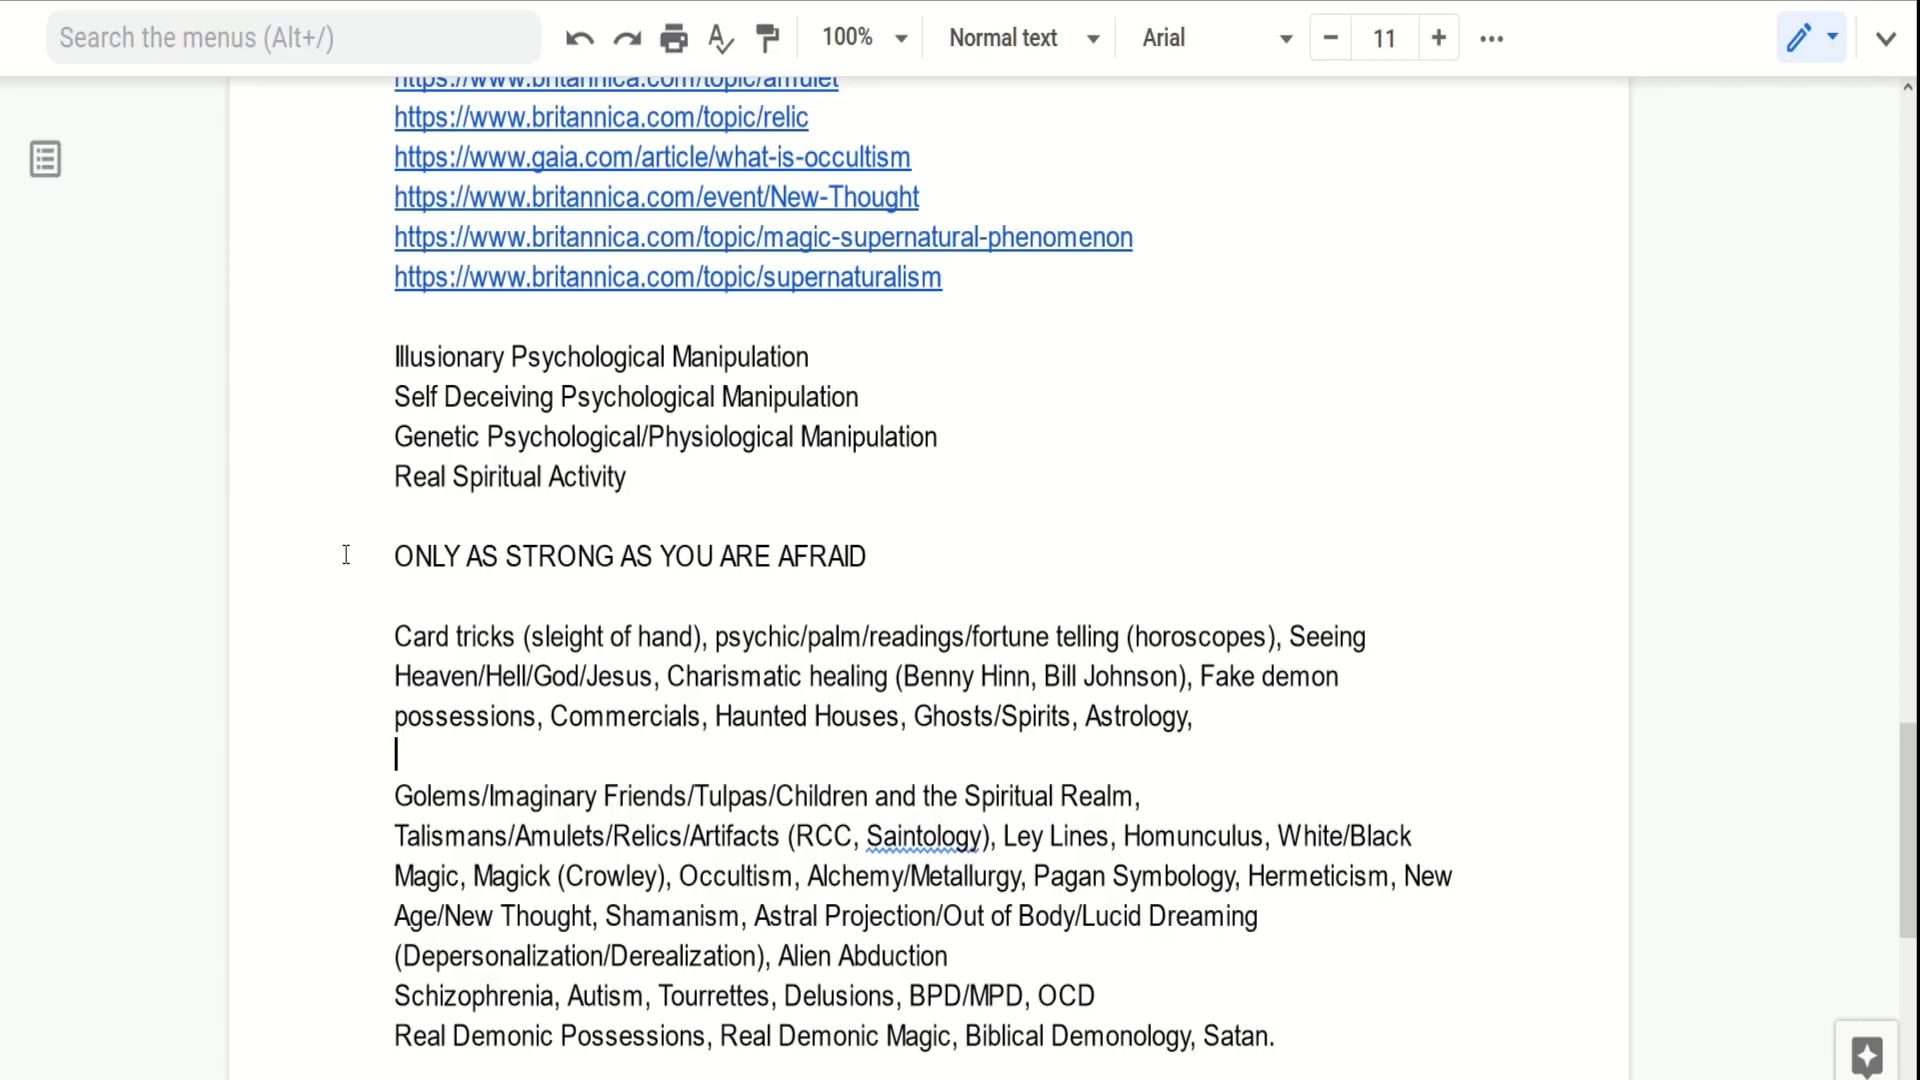 Search the menus (Alt+/) 100% Normal text Arial 11
https://www.britannica.com/topic/amulet
https://www.britannica.com/topic/relic
https://www.gaia.com/article/what-is-occultism
https://www.britannica.com/event/New-Thought
https://www.britannica.com/topic/magic-supernatural-phenomenon
https://www.britannica.com/topic/supernaturalism
Illusionary Psychological Manipulation
Self Deceiving Psychological Manipulation
Genetic Psychological/Physiological Manipulation
Real Spiritual Activity
ONLY AS STRONG AS YOU ARE AFRAID
Card tricks (sleight of hand), psychic/palm/readings/fortune telling (horoscopes), Seeing
Heaven/Hell/God/Jesus, Charismatic healing (Benny Hinn, Bill Johnson), Fake demon
possessions, Commercials, Haunted Houses, Ghosts/Spirits, Astrology,
Golems/Imaginary Friends/Tulpas/Children and the Spiritual Realm,
Talismans/Amulets/Relics/Artifacts (RCC, Saintology), Ley Lines, Homunculus, White/Black
Magic, Magick (Crowley), Occultism, Alchemy/Metallurgy, Pagan Symbology, Hermeticism, New
Age/New Thought, Shamanism, Astral Projection/Out of Body/Lucid Dreaming
(Depersonalization/Derealization), Alien Abduction
Schizophrenia, Autism, Tourrettes, Delusions, BPD/MPD, OCD
Real Demonic Possessions, Real Demonic Magic, Biblical Demonology, Satan.